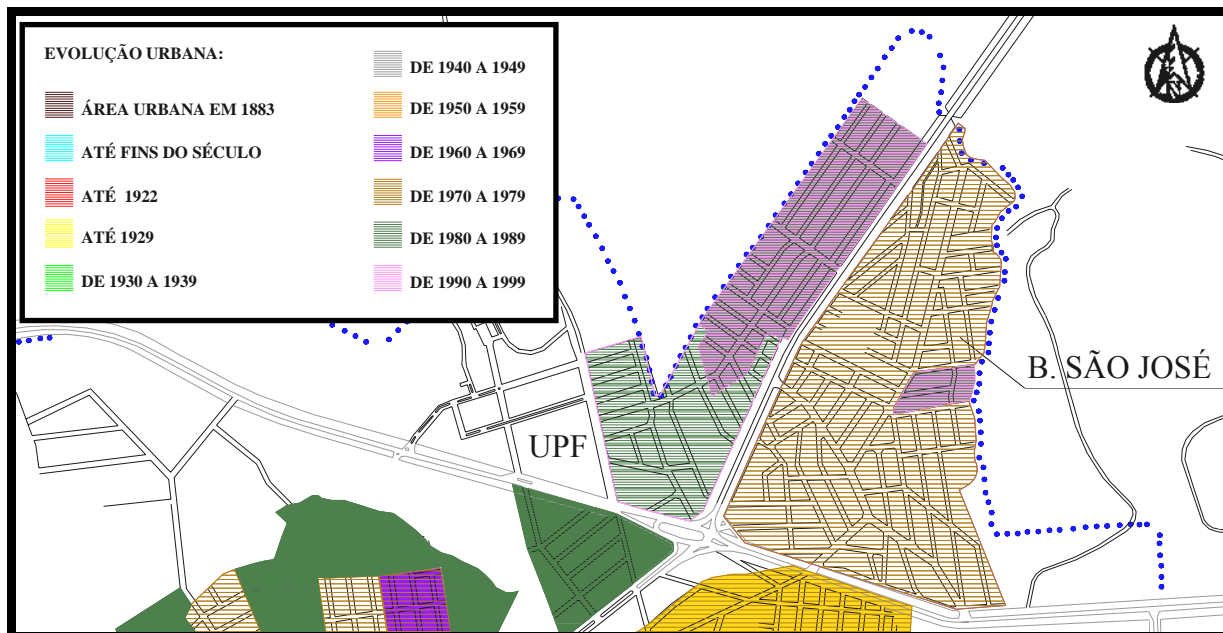 EVOLUÇÃO URBANA:
ÁREA URBANA EM 1883
ATÉ FINS DO SÉCULO
ATÉ 1922
ATÉ 1929
DE 1930 A 1939
DE 1940 A 1949
DE 1950 A 1959
DE 1960 A 1969
DE 1970 A 1979
DE 1980 A 1989
DE 1990 A 1999
B. SÃO JOSÉ
UPF